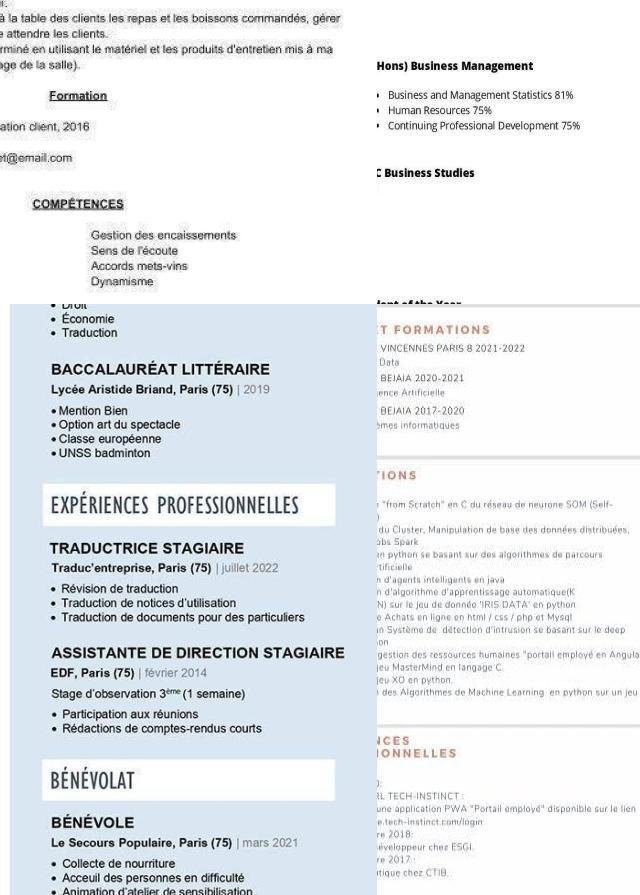 à la table des clients les repas et les boissons commandés, gérer
attendre les clients.
erminé en utilisant le matériel et les produits d'entretien mis à ma
age de la salle).
Formation
ation client, 2016
et@email.com
COMPÉTENCES
Gestion des encaissements
Sens de l'écoute
Accords mets-vins
Dynamisme
Hons) Business Management
• Business and Management Statistics 81%
• Human Resources 75%
• Continuing Professional Development 75%
C Business Studies
• Économie
• Traduction
BACCALAURÉAT LITTÉRAIRE
Lycée Aristide Briand, Paris (75) | 2019
• Mention Bien
• Option art du spectacle
• Classe européenne
• UNSS badminton
EXPÉRIENCES PROFESSIONNELLES
TRADUCTRICE STAGIAIRE
Traduc'entreprise, Paris (75) | juillet 2022
• Révision de traduction
• Traduction de notices d'utilisation
• Traduction de documents pour des particuliers
ASSISTANTE DE DIRECTION STAGIAIRE
EDF, Paris (75) | février 2014
Stage d'observation 3ème (1 semaine)
• Participation aux réunions
• Rédactions de comptes-rendus courts
BÉNÉVOLAT
BÉNÉVOLE
Le Secours Populaire, Paris (75) | mars 2021
• Collecte de nourriture
• Acceuil des personnen en difficulté
• Animation d'atelier de sensibilisation
T FORMATIONS
VINCENNES PARIS 8 2021-2022
Data
BEJAIA 2020-2021
ence Artificielle
BEJAIA 2017-2020
èmes informatiques
IONS
"from Scratch" en C du réseau de neurone SOM (Self-
du Cluster, Manipulation de base des données distribuées,
obs Spark
en python se basant sur des algorithmes de parcours
rtificielle
n d'agents intelligents en java
n d'algorithme d'apprentissage automatique(K
N) sur le jeu de donnée 'IRIS DATA' en python
e Achats en ligne en html / css / php et Mysql
un Système de détection d'intrusion se basant sur le deep
on
gestion des ressources humaines "portail employé en Angula
jeu MasterMind en langage C.
jeu XO en python.
des Algorithmes de Machine Learning en python sur un jeu
NCES
IONNELLES
0:
RL TECH-INSTINCT :
une application PWA "Portail employé" disponible sur le lien
e.tech-instinct.com/login
re 2018:
éveloppeur chez ESGI.
re 2017 :
utique chez CTIB.